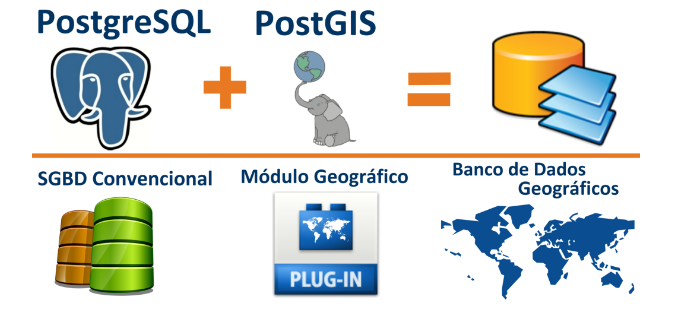 PostgreSQL
PostGIS
SGBD Convencional
Módulo Geográfico
Banco de Dados
Geográficos
PLUG-IN